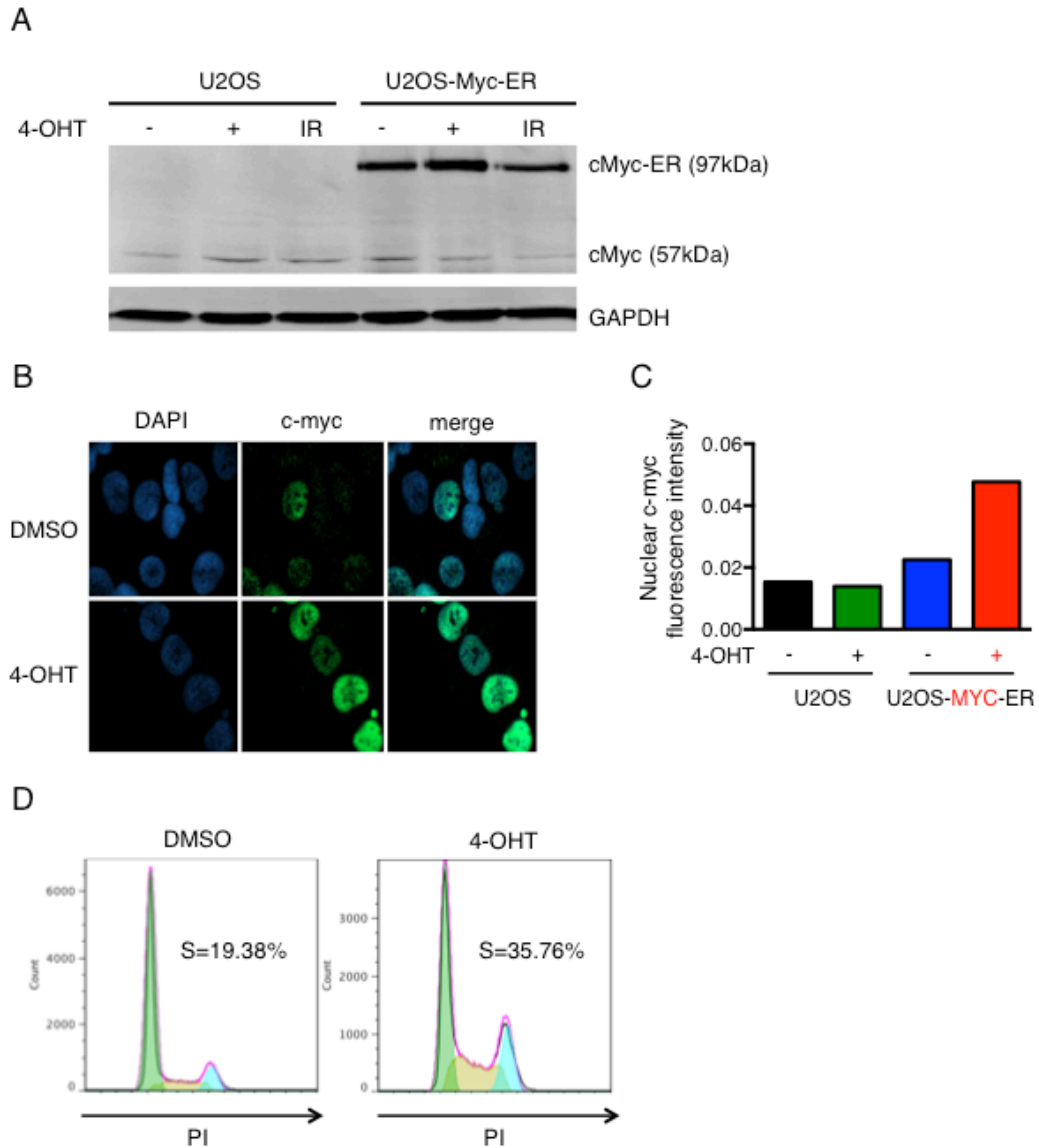 A
U2OS U2OS-Myc-ER
4-OHT - + IR - + IR
cMyc-ER (97kDa)
cMyc (57kDa)
GAPDH
B
DAPI c-myc merge
DMSO
4-OHT
C
Nuclear c-myc
fluorescence intensity
0.06
0.04
0.02
0.00
4-OHT - + - +
U2OS U2OS-MYC-ER
D
DMSO
6000
4000
2000
0
Count
S=19.38%
PI
4-OHT
3000
2000
1000
0
Count
S=35.76%
PI